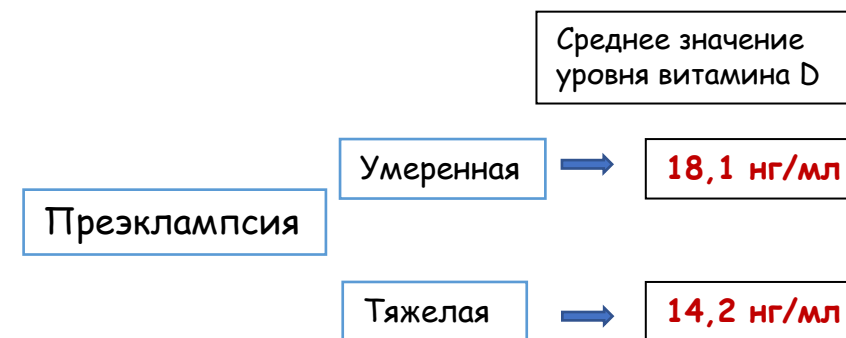 Среднее значение
уровня витамина D
Умеренная
18,1 нг/мл
Преэклампсия
Тяжелая
14,2 нг/мл